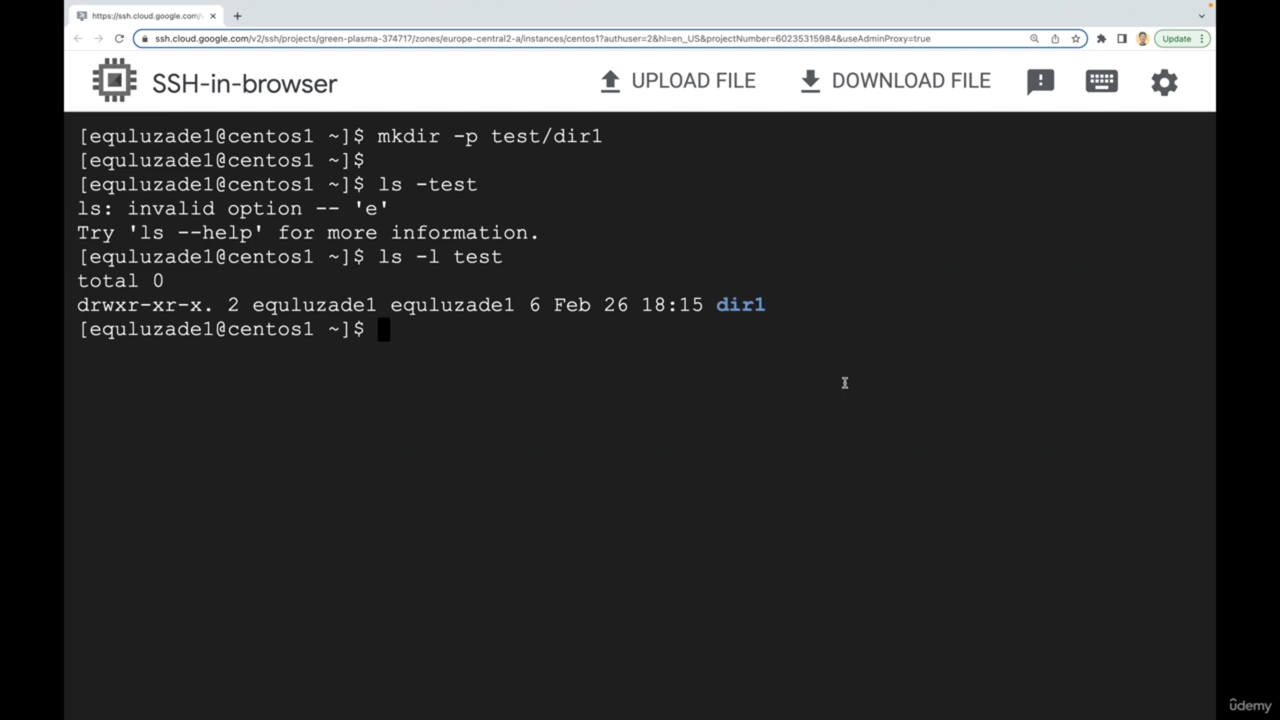 https://ssh.cloud.google.com/v
ssh.cloud.google.com/v2/ssh/projects/green-plasma-374717/zones/europe-central2-a/instances/centos1?authuser=2&hl=en_US&projectNumber=60235315984&useAdminProxy=true
Update
SSH-in-browser
UPLOAD FILE
DOWNLOAD FILE
[equluzade1@centos1 ~]$ mkdir -p test/dir1
[equluzade1@centos1 ~]$
[equluzade1@centos1 ~]$ ls -test
ls: invalid option -- 'e'
Try 'ls --help' for more information.
[equluzade1@centos1 ~]$ ls -l test
total 0
drwxr-xr-x. 2 equluzade1 equluzade1 6 Feb 26 18:15 dir1
[equluzade1@centos1 ~]$
ûdemy